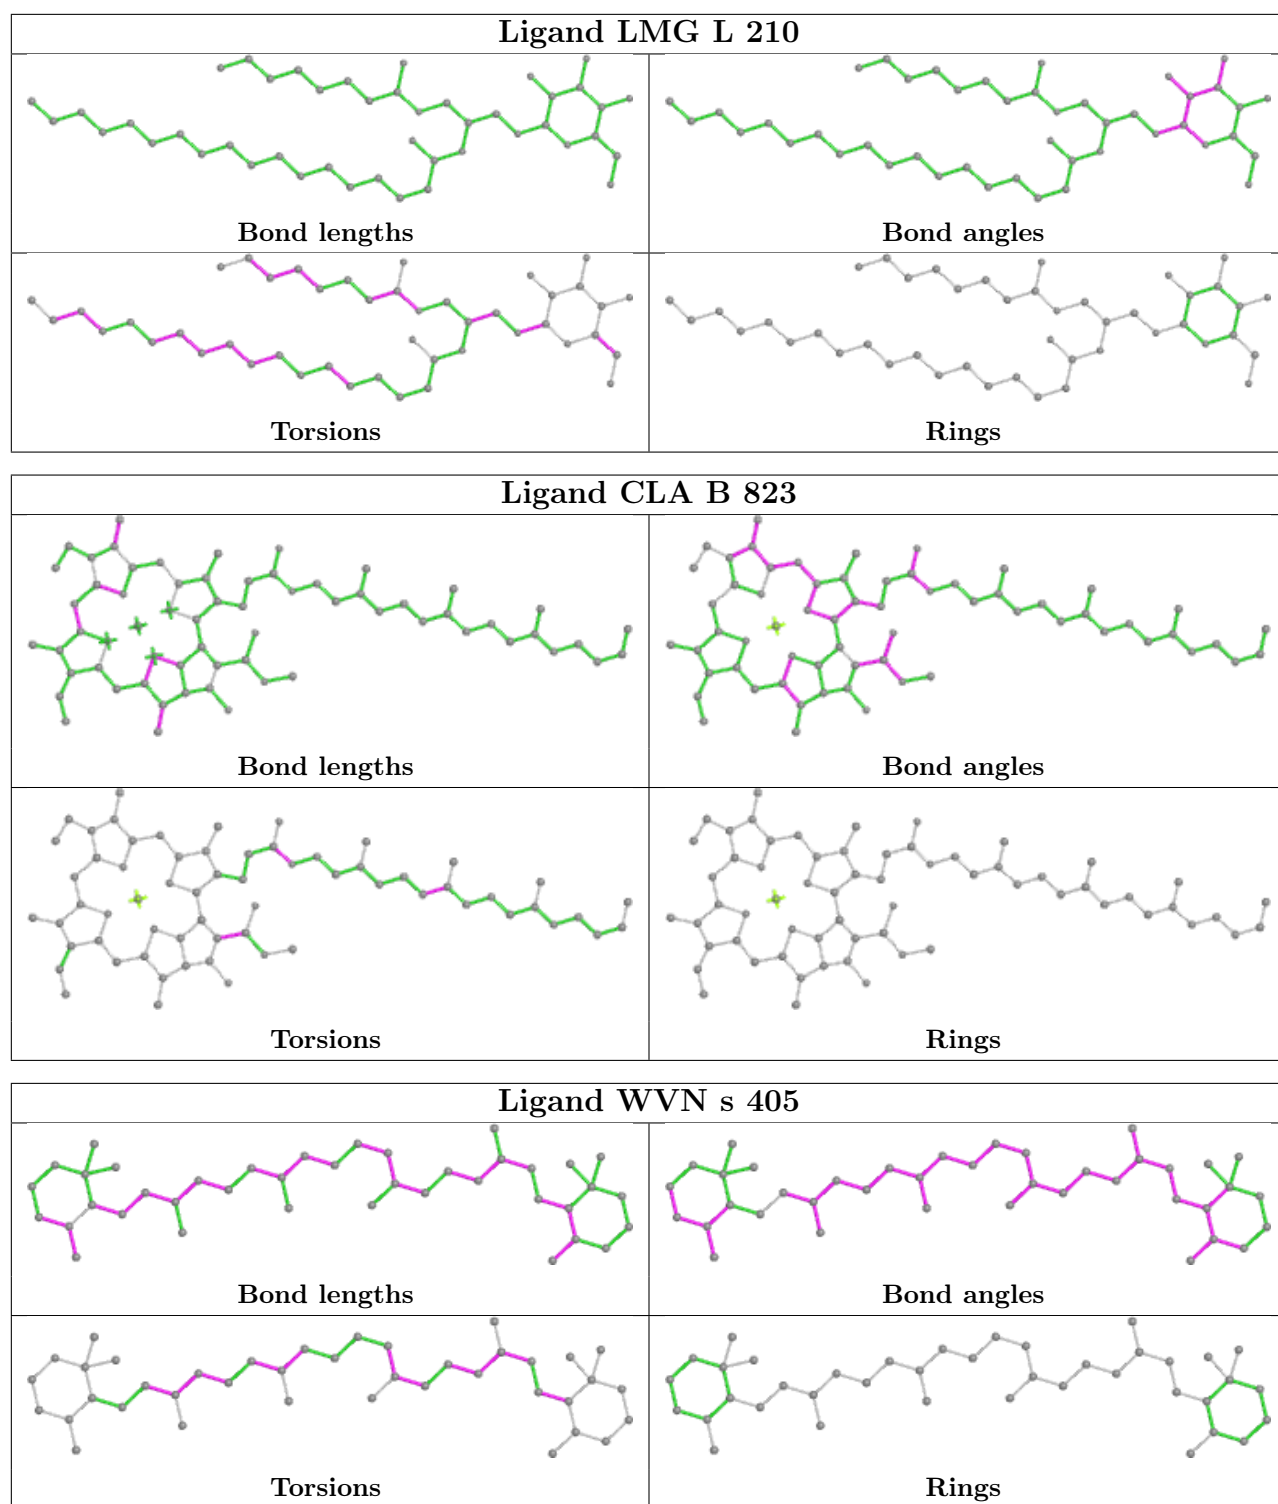 Ligand LMG L 210
Bond lengths
Bond angles
Torsions
Rings
Ligand CLA B 823
Bond lengths
Bond angles
Torsions
Rings
Ligand WVN s 405
Bond lengths
Bond angles
Torsions
Rings